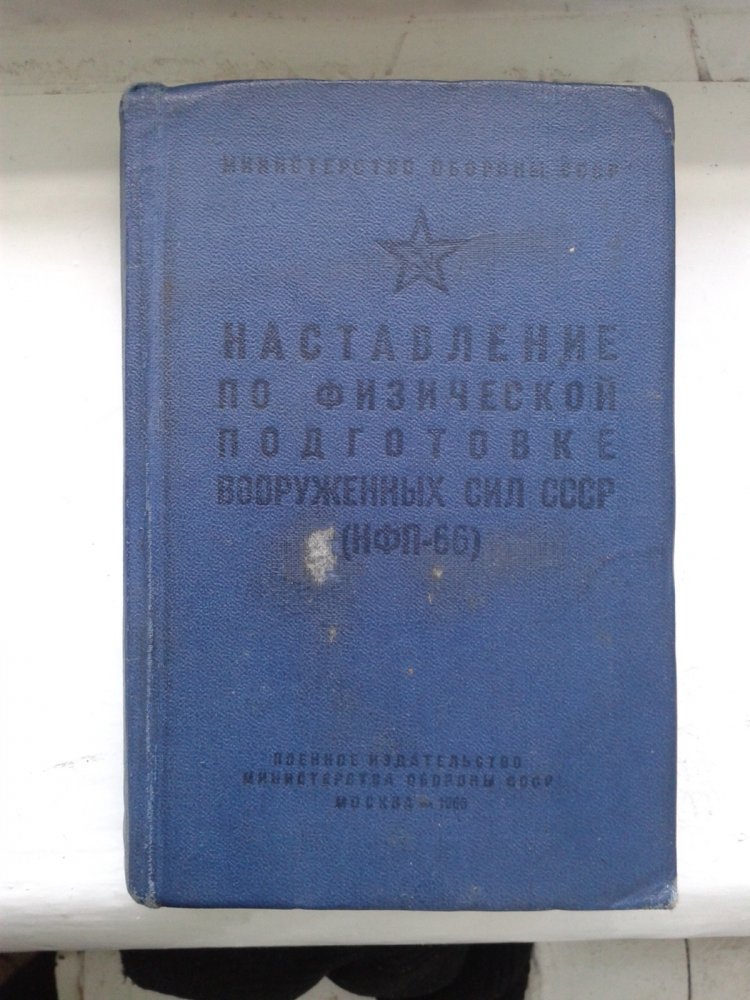 МИНИСТЕРСТВО ОБОРОНЫ СССР
НАСТАВЛЕНИЕ
ПО ФИЗИЧЕСКОЙ
ПОДГОТОВКЕ
ВООРУЖЕННЫХ СИЛ СССР
(НФП-66)
ВОЕННОЕ ИЗДАТЕЛЬСТВО
МИНИСТЕРСТВА ОБОРОНЫ СССР
МОСКВА —